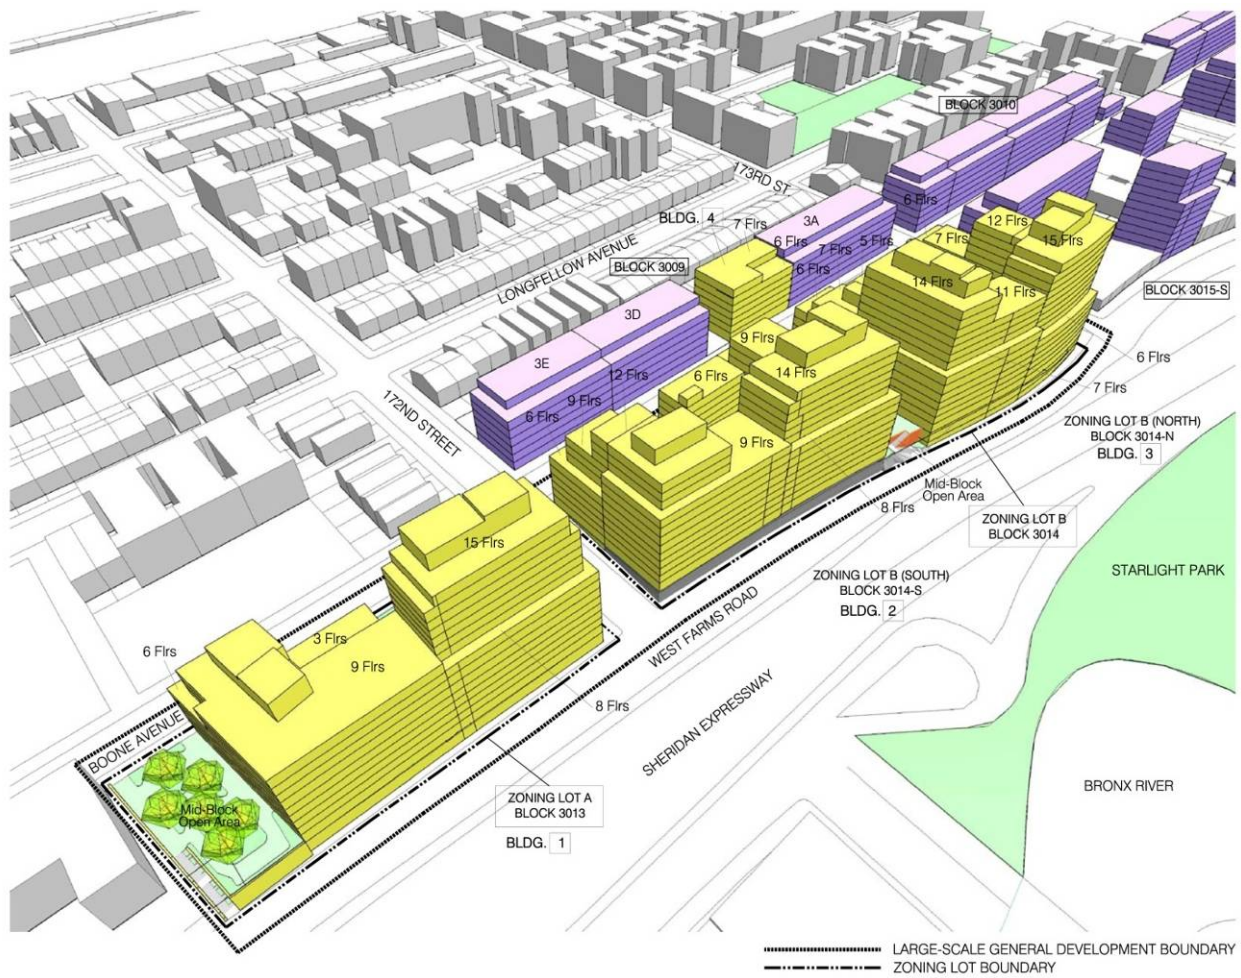 BLOCK 3010
173RD ST
BLDG. 4
7 Flrs
3A
6 Flrs
6 Flrs
7 Flrs
5 Flrs
6 Flrs
7 Flrs
12 Flrs
15 Flrs
14 Flrs
11 Flrs
LONGFELLOW AVENUE
BLOCK 3009
BLOCK 3015-S
3D
3E
9 Flrs
6 Flrs
7 Flrs
12 Flrs
6 Flrs
14 Flrs
9 Flrs
6 Flrs
9 Flrs
172ND STREET
ZONING LOT B (NORTH)
BLOCK 3014-N
BLDG. 3
Mid-Block
Open Area
8 Flrs
ZONING LOT B
BLOCK 3014
15 Flrs
STARLIGHT PARK
ZONING LOT B (SOUTH)
BLOCK 3014-S
BLDG. 2
WEST FARMS ROAD
6 Flrs
3 Flrs
9 Flrs
8 Flrs
SHERIDAN EXPRESSWAY
BOONE AVENUE
Mid-Block
Open Area
ZONING LOT A
BLOCK 3013
BLDG. 1
BRONX RIVER
LARGE-SCALE GENERAL DEVELOPMENT BOUNDARY
ZONING LOT BOUNDARY